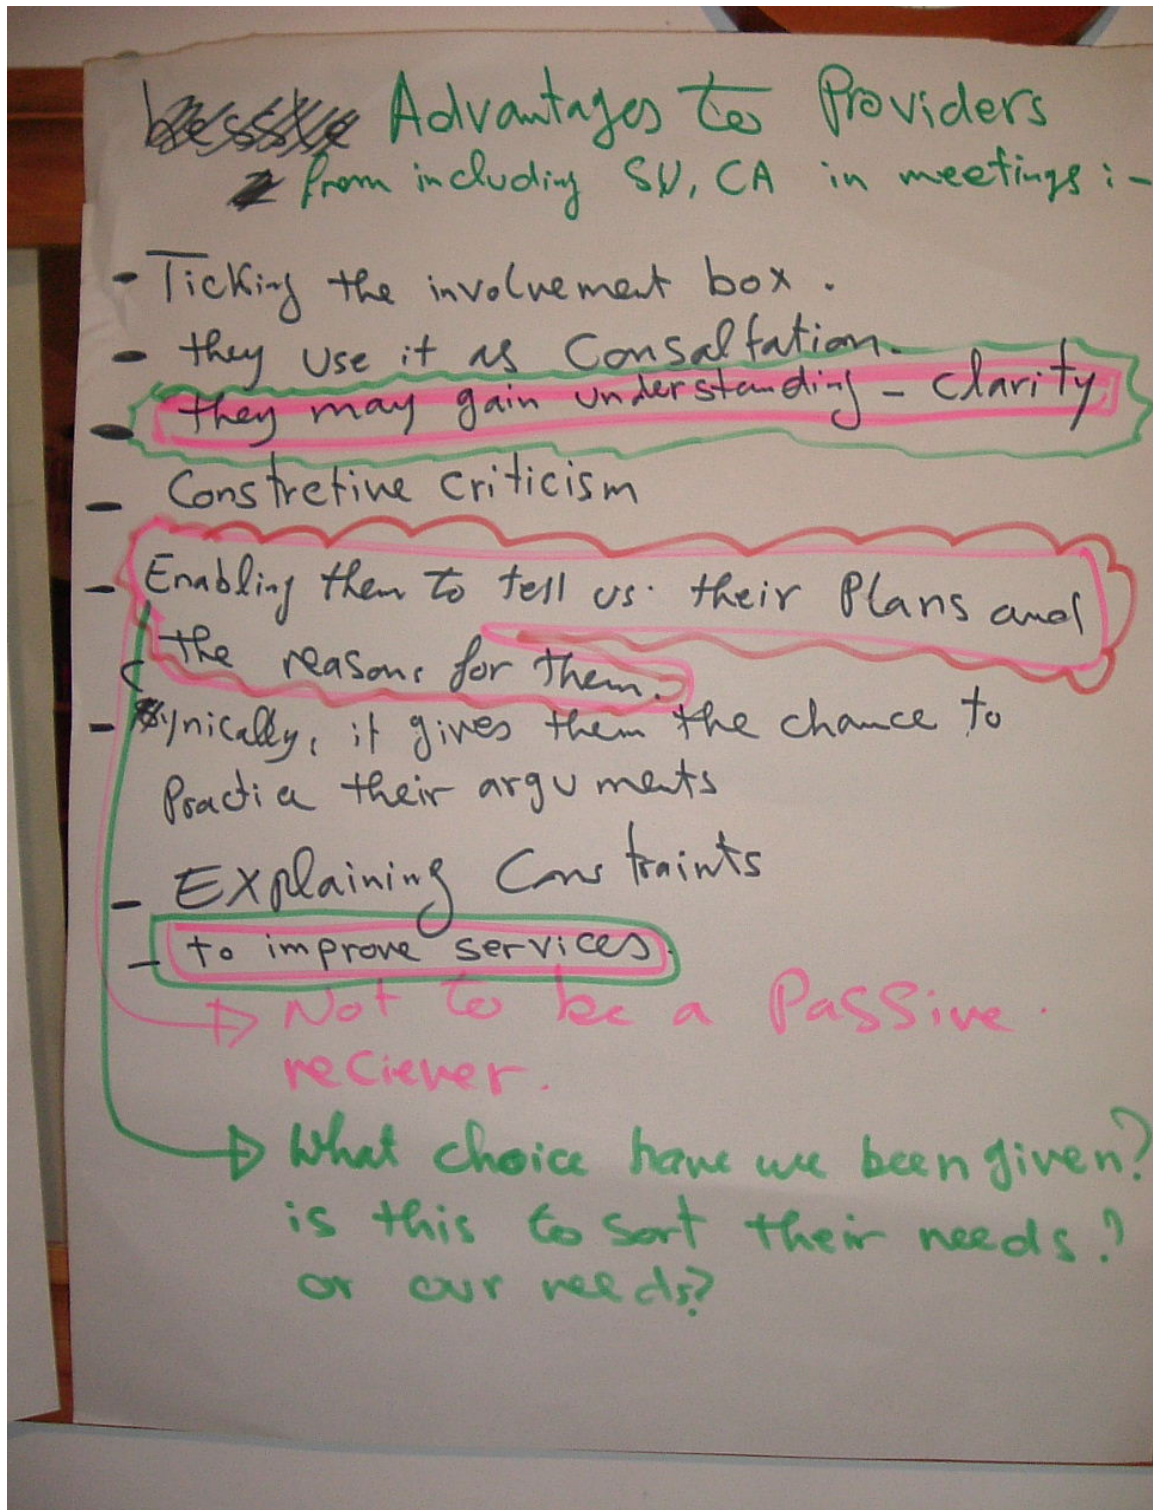 Advantages to Providers
from including SU, CA in meetings :-
- Ticking the involvement box.
- they use it as Consaltation.
- they may gain understanding - clarity
- Constretive criticism
- Enabling them to tell us their Plans and
the reasons for them.
- Cynically, it gives them the chance to
Practice their arguments
- Explaining Constraints
- to improve services.
Not to be a Passive
reciever.
What choice have we been given?
is this to sort their needs?
or our needs?